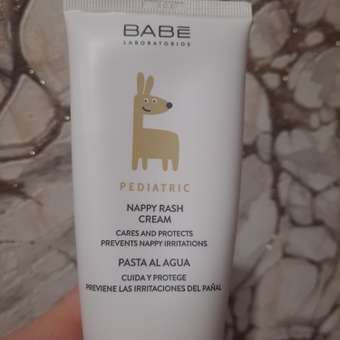 BABÉ
LABORATORIOS
PEDIATRIC
NAPPY RASH
CREAM
CARES AND PROTECTS
PREVENTS NAPPY IRRITATIONS
PASTA AL AGUA
CUIDA Y PROTEGE
PREVIENE LAS IRRITACIONES DEL PAÑAL